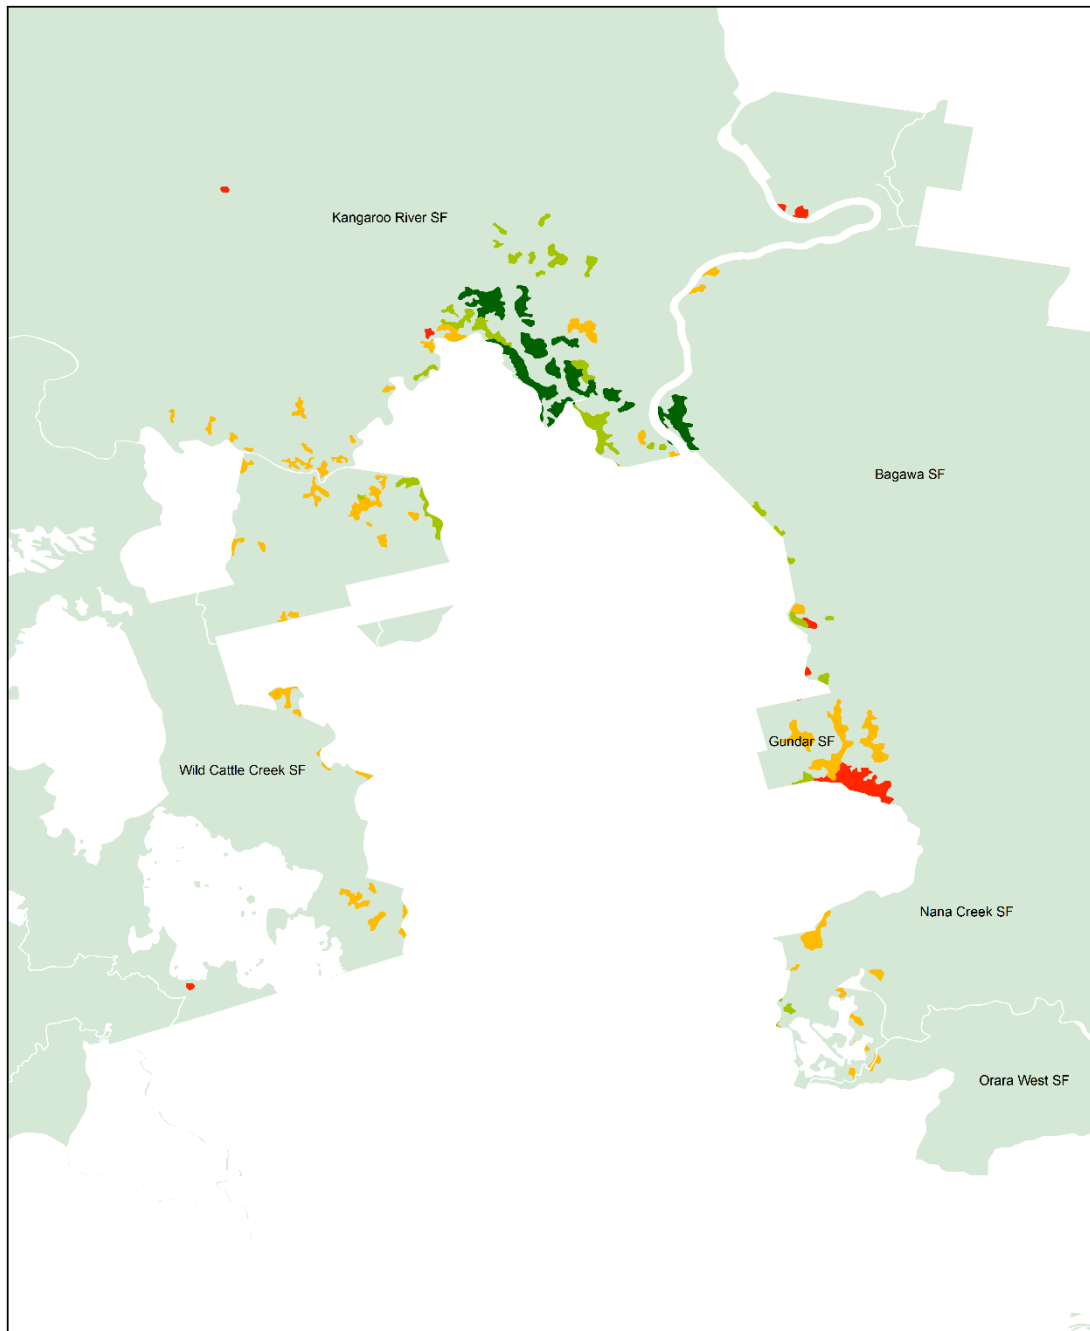 Kangaroo River SF
Bagawa SF
Gundar SF
Wild Cattle Creek SF
Nana Creek SF
Orara West SF